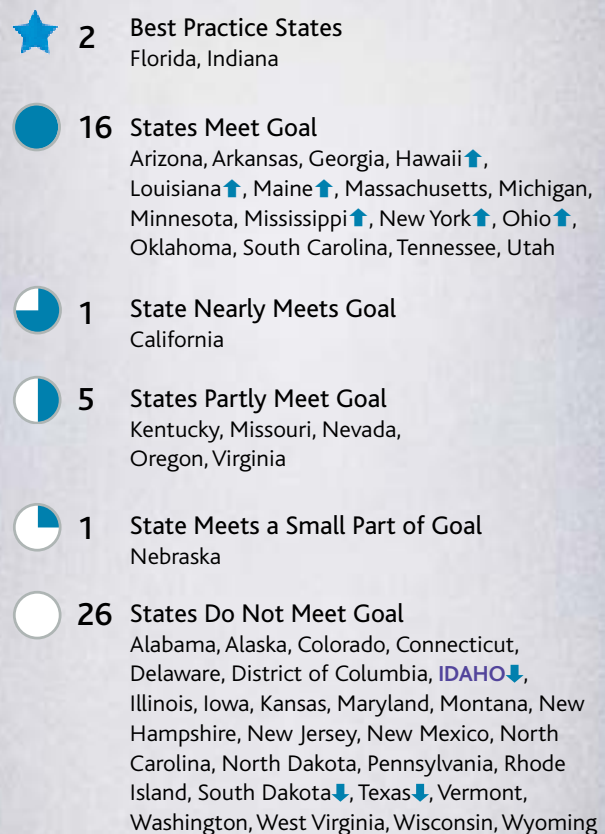 2 Best Practice States
Florida, Indiana
16 States Meet Goal
Arizona, Arkansas, Georgia, Hawaii⬆,
Louisiana⬆, Maine⬆, Massachusetts, Michigan,
Minnesota, Mississippi⬆, New York⬆, Ohio⬆,
Oklahoma, South Carolina, Tennessee, Utah
1 State Nearly Meets Goal
California
5 States Partly Meet Goal
Kentucky, Missouri, Nevada,
Oregon, Virginia
1 State Meets a Small Part of Goal
Nebraska
26 States Do Not Meet Goal
Alabama, Alaska, Colorado, Connecticut,
Delaware, District of Columbia, IDAHO⬇,
Illinois, Iowa, Kansas, Maryland, Montana, New
Hampshire, New Jersey, New Mexico, North
Carolina, North Dakota, Pennsylvania, Rhode
Island, South Dakota⬇, Texas⬇, Vermont,
Washington, West Virginia, Wisconsin, Wyoming